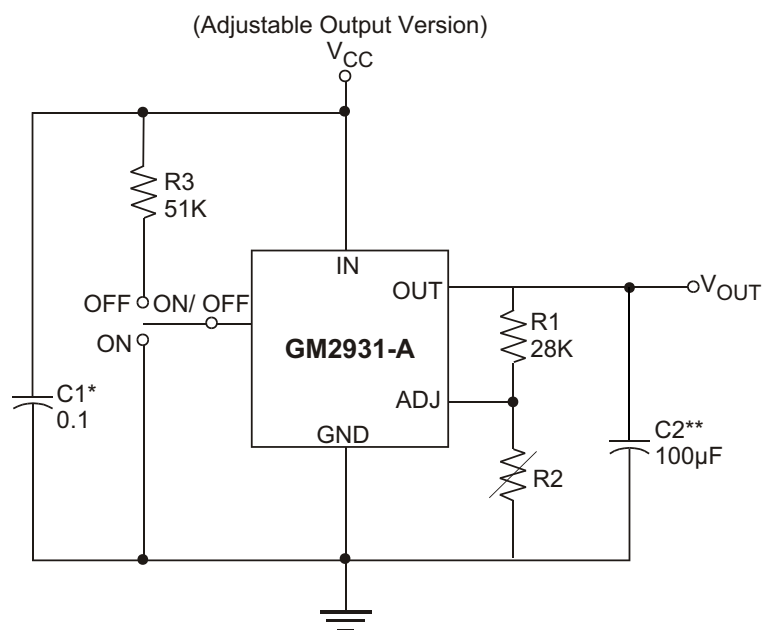 (Adjustable Output Version)
VCC
R3
51K
IN
OUT
VOUT
OFF
ON/ OFF
ON
GM2931-A
R1
28K
ADJ
C1*
0.1
GND
C2**
100µF
R2